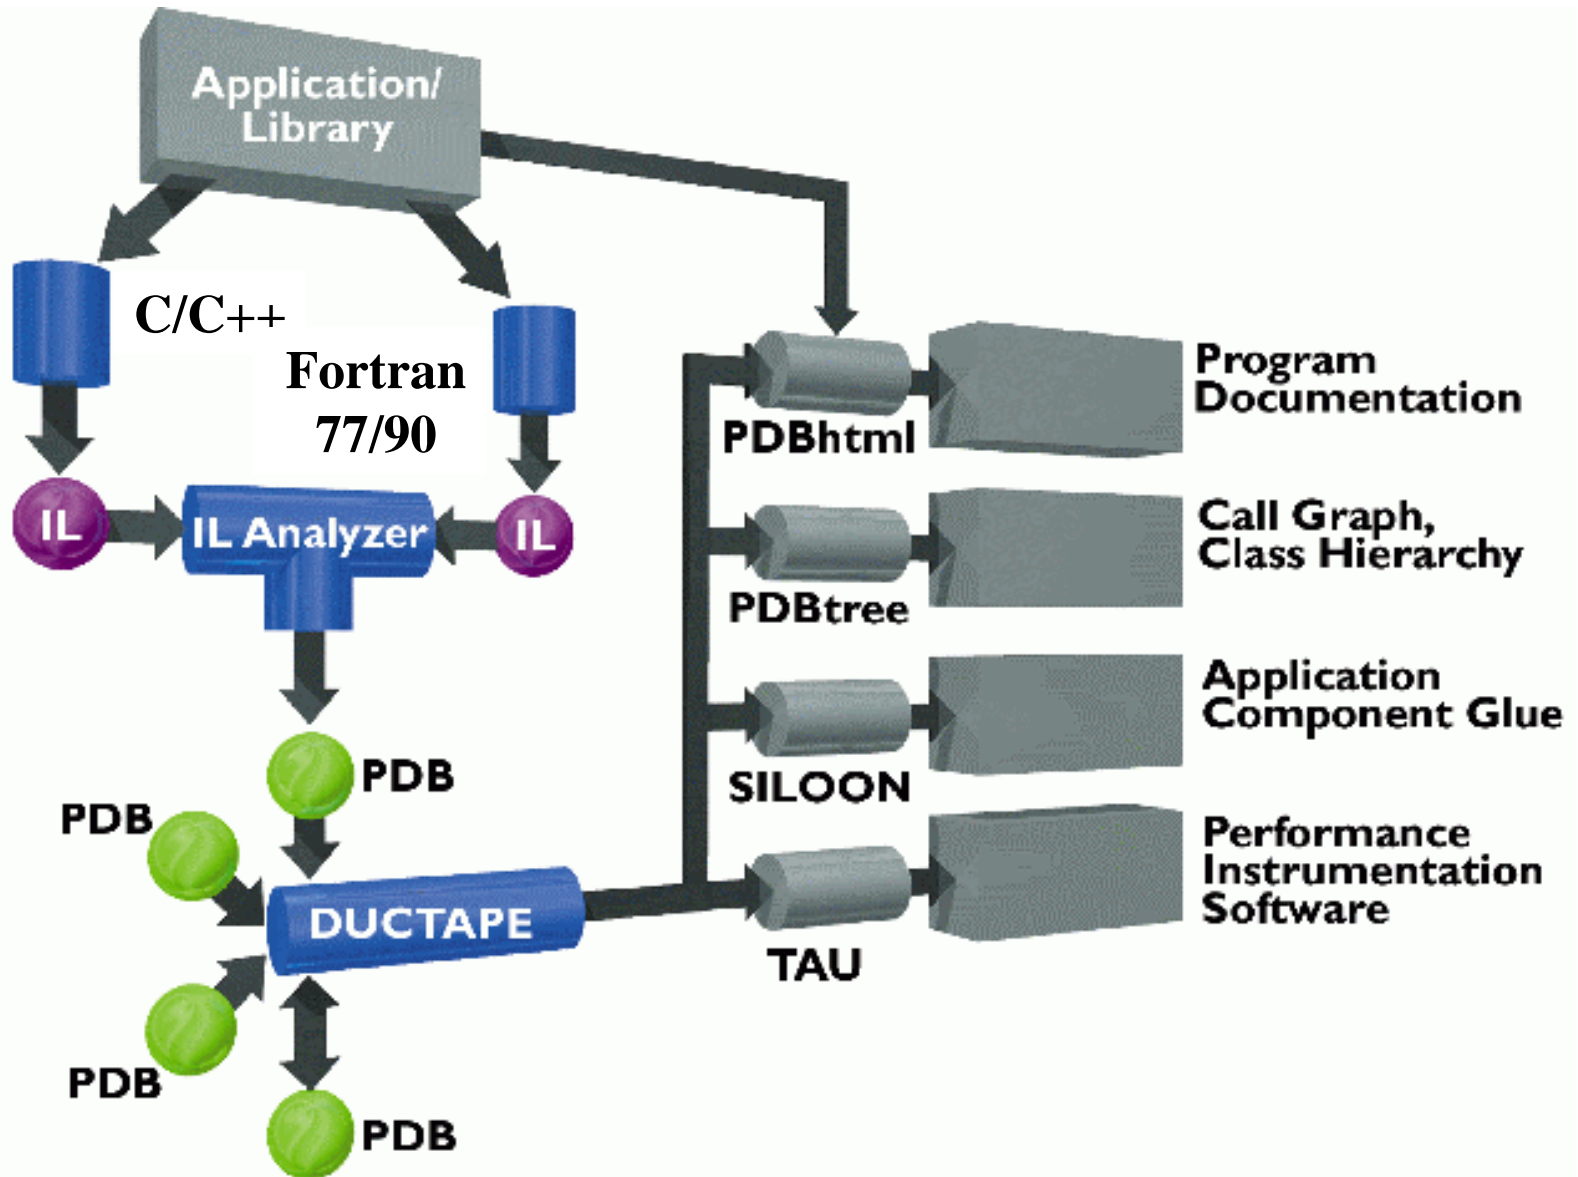 Application/
Library
C/C++
Fortran
77/90
IL
IL Analyzer
IL
PDB
PDB
DUCTAPE
PDB
PDB
PDBhtml
Program
Documentation
PDBtree
Call Graph,
Class Hierarchy
SILOON
Application
Component Glue
TAU
Performance
Instrumentation
Software